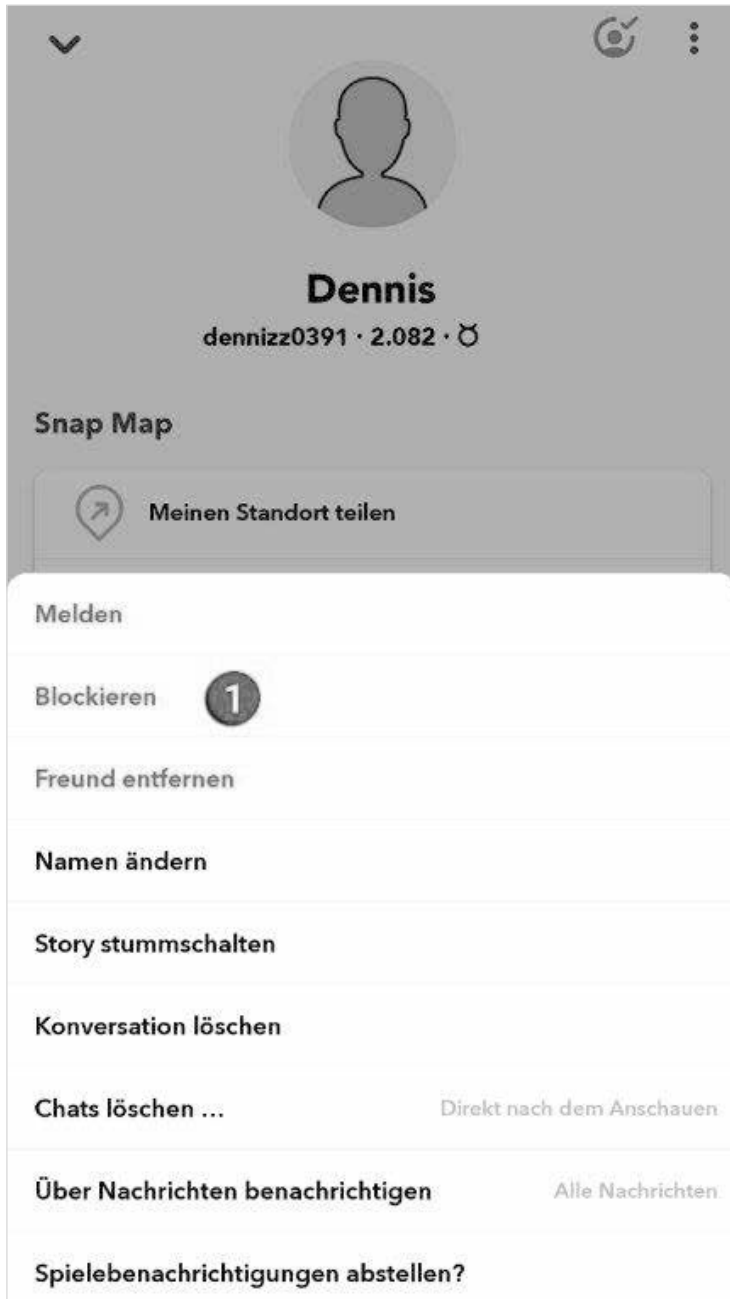 Dennis
dennizz0391 · 2.082 · ♉
Snap Map
Meinen Standort teilen
Melden
Blockieren 1
Freund entfernen
Namen ändern
Story stummschalten
Konversation löschen
Chats löschen ... Direkt nach dem Anschauen
Über Nachrichten benachrichtigen Alle Nachrichten
Spielebenachrichtigungen abstellen?